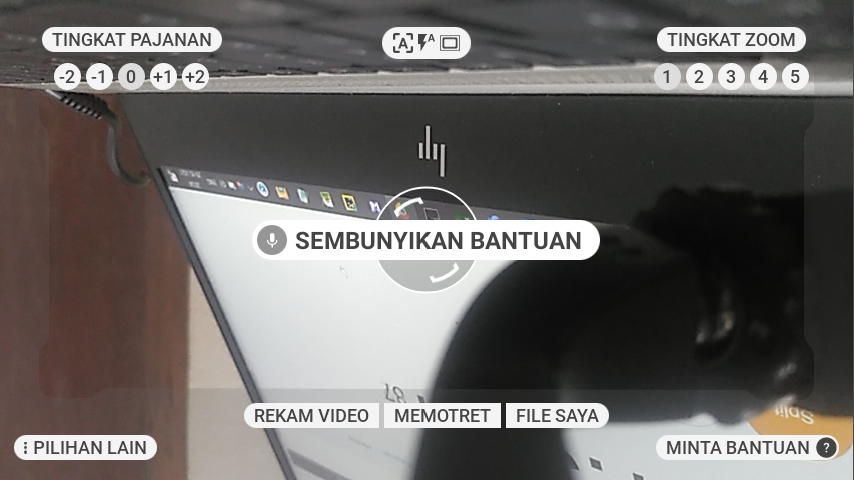 TINGKAT PAJANAN
A
TINGKAT ZOOM
-2 -1 0 +1 +2
1 2 3 4 5
SEMBUNYIKAN BANTUAN
REKAM VIDEO MEMOTRET FILE SAYA
PILIHAN LAIN
MINTA BANTUAN ?
Split